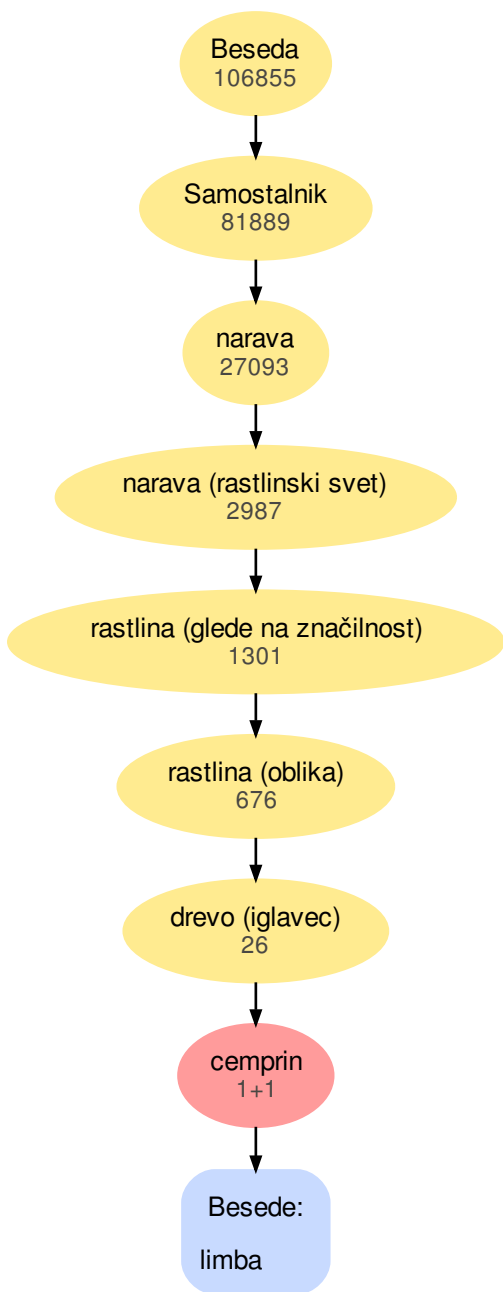 Beseda
106855
Samostalnik
81889
narava
27093
narava (rastlinski svet)
2987
rastlina (glede na značilnost)
1301
rastlina (oblika)
676
drevo (iglavec)
26
cemprin
1+1
Besede:
limba